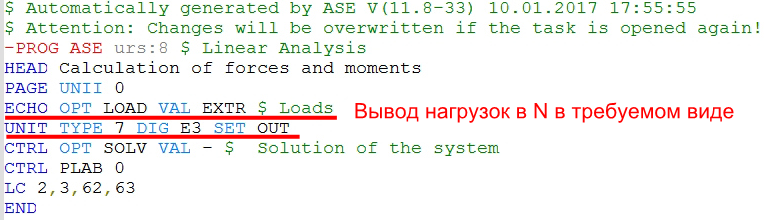 $ Automatically generated by ASE V(11.8-33) 10.01.2017 17:55:55
$ Attention: Changes will be overwritten if the task is opened again!
-PROG ASE urs:8 $ Linear Analysis
HEAD Calculation of forces and moments
PAGE UNII 0
ECHO OPT LOAD VAL EXTR $ Loads Вывод нагрузок в N в требуемом виде
UNIT TYPE 7 DIG E3 SET OUT
CTRL OPT SOLV VAL - $ Solution of the system
CTRL PLAB 0
LC 2,3,62,63
END